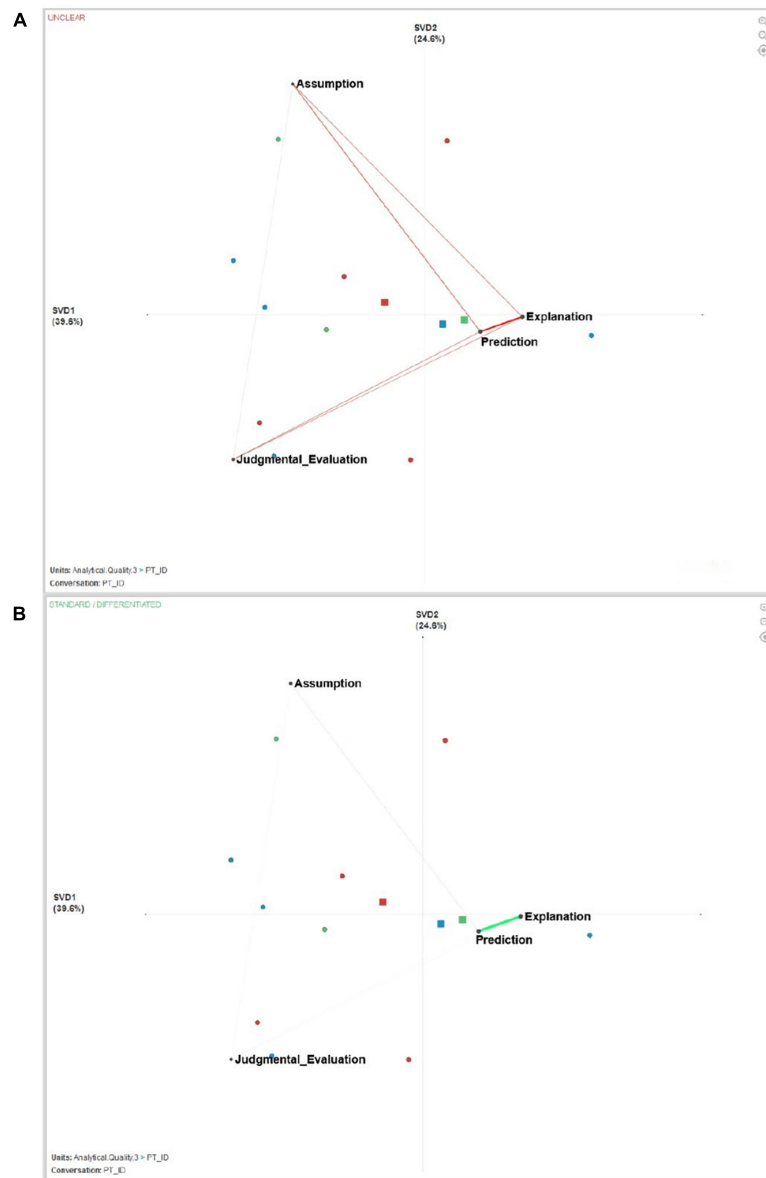 A
UNCLEAR
SVD2
(24.6%)
Assumption
SVD1
(39.6%)
Explanation
Prediction
Judgmental_Evaluation
Units: Analytical.Quality.3 > PT_ID
Conversation: PT_ID
B
STANDARD / DIFFERENTIATED
SVD2
(24.6%)
Assumption
SVD1
(39.6%)
Explanation
Prediction
Judgmental_Evaluation
Units: Analytical.Quality.3 > PT_ID
Conversation: PT_ID